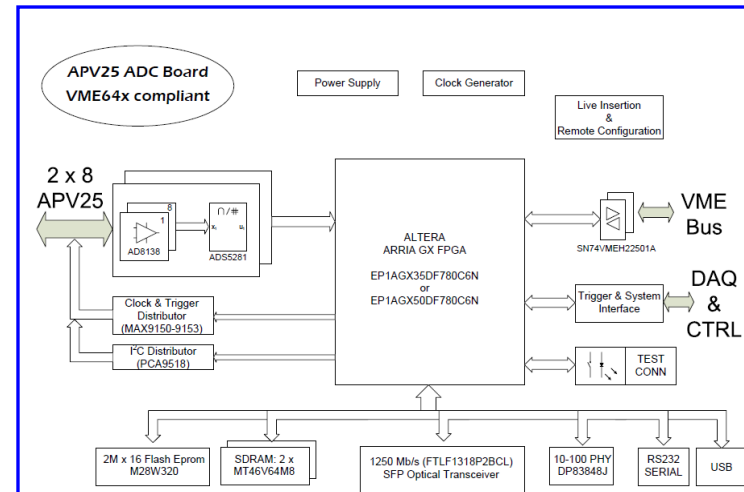 APV25 ADC Board
VME64x compliant
Power Supply
Clock Generator
Live Insertion
&
Remote Configuration
2 x 8
APV25
8
1
AD8138
∩/#
ADS5281
ALTERA
ARRIA GX FPGA
EP1AGX35DF780C6N
or
EP1AGX50DF780C6N
SN74VMEH22501A
VME
Bus
Clock & Trigger
Distributor
(MAX9150-9153)
I²C Distributor
(PCA9518)
Trigger & System
Interface
DAQ
&
CTRL
TEST
CONN
2M x 16 Flash Eprom
M28W320
SDRAM: 2 x
MT46V64M8
1250 Mb/s (FTLF1318P2BCL)
SFP Optical Transceiver
10-100 PHY
DP83848J
RS232
SERIAL
USB